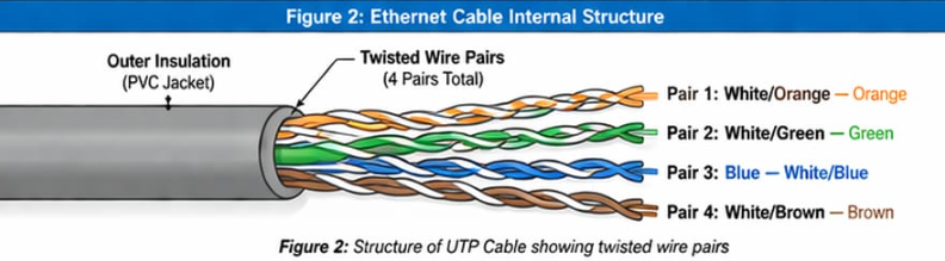 Figure 2: Ethernet Cable Internal Structure
Outer Insulation
(PVC Jacket)
Twisted Wire Pairs
(4 Pairs Total)
Pair 1: White/Orange — Orange
Pair 2: White/Green — Green
Pair 3: Blue — White/Blue
Pair 4: White/Brown — Brown
Figure 2: Structure of UTP Cable showing twisted wire pairs